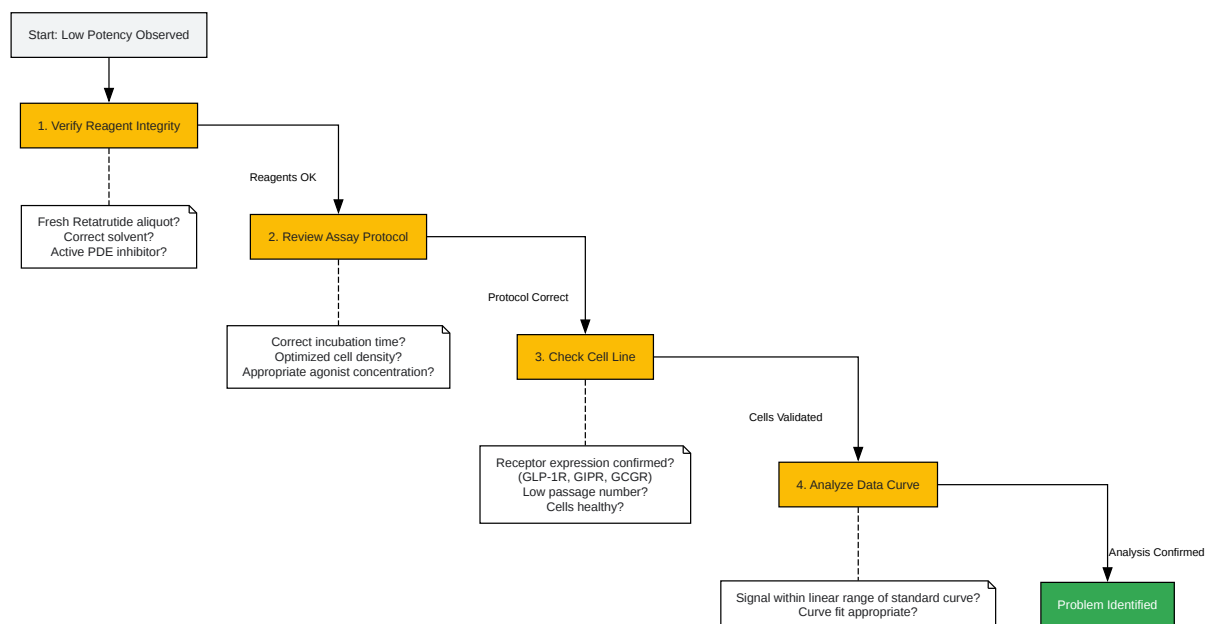 Start: Low Potency Observed
1. Verify Reagent Integrity
Reagents OK
Fresh Retatrutide aliquot?
Correct solvent?
Active PDE inhibitor?
2. Review Assay Protocol
Protocol Correct
Correct incubation time?
Optimized cell density?
Appropriate agonist concentration?
3. Check Cell Line
Cells Validated
Receptor expression confirmed?
(GLP-1R, GIPR, GCGR)
Low passage number?
Cells healthy?
4. Analyze Data Curve
Analysis Confirmed
Signal within linear range of standard curve?
Curve fit appropriate?
Problem Identified